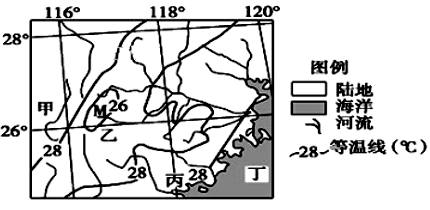 116° 118° 120°
28°
图例
陆地
海洋
河流
28 等温线(℃)
甲
M 26
26° 乙
28
28 28
丙 丁